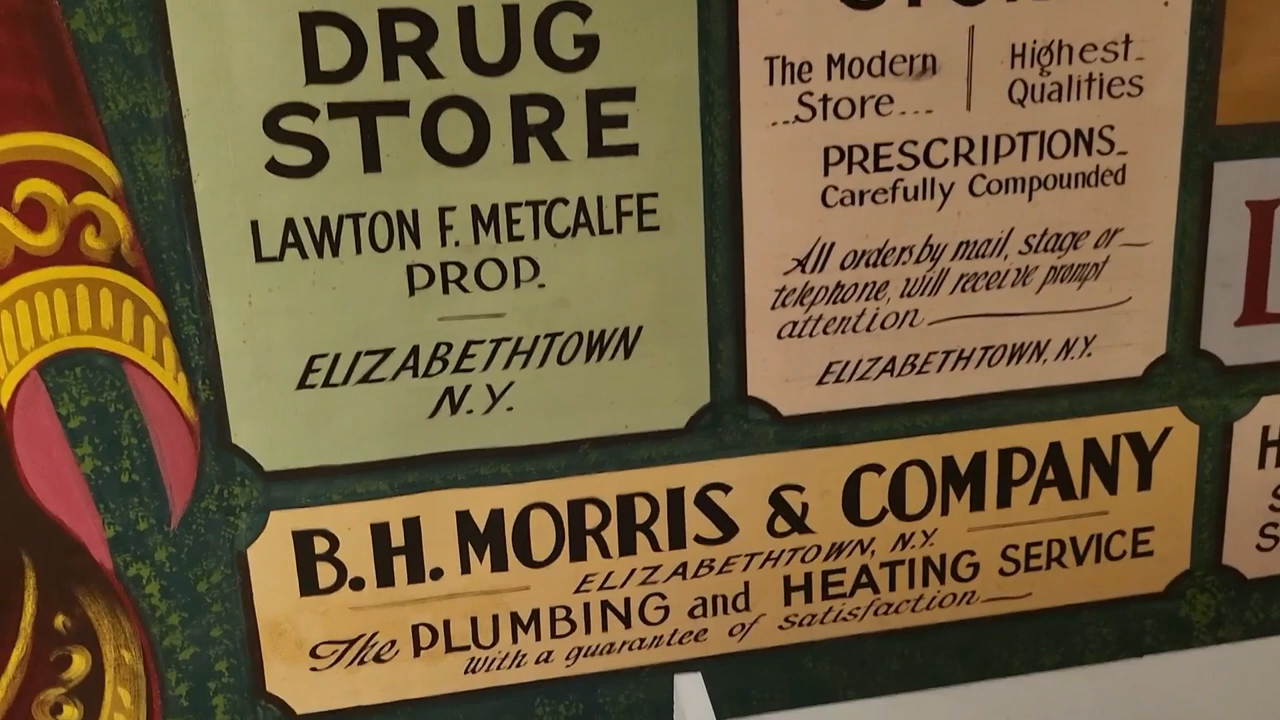 DRUG
STORE
LAWTON F. METCALFE
PROP.
ELIZABETHTOWN
N.Y.
The Modern
...Store...
Highest
Qualities
PRESCRIPTIONS
Carefully Compounded
All orders by mail, stage or
telephone, will receive prompt
attention
ELIZABETHTOWN, N.Y.
B.H. MORRIS & COMPANY
ELIZABETHTOWN, N.Y.
The PLUMBING and HEATING SERVICE
with a guarantee of satisfaction